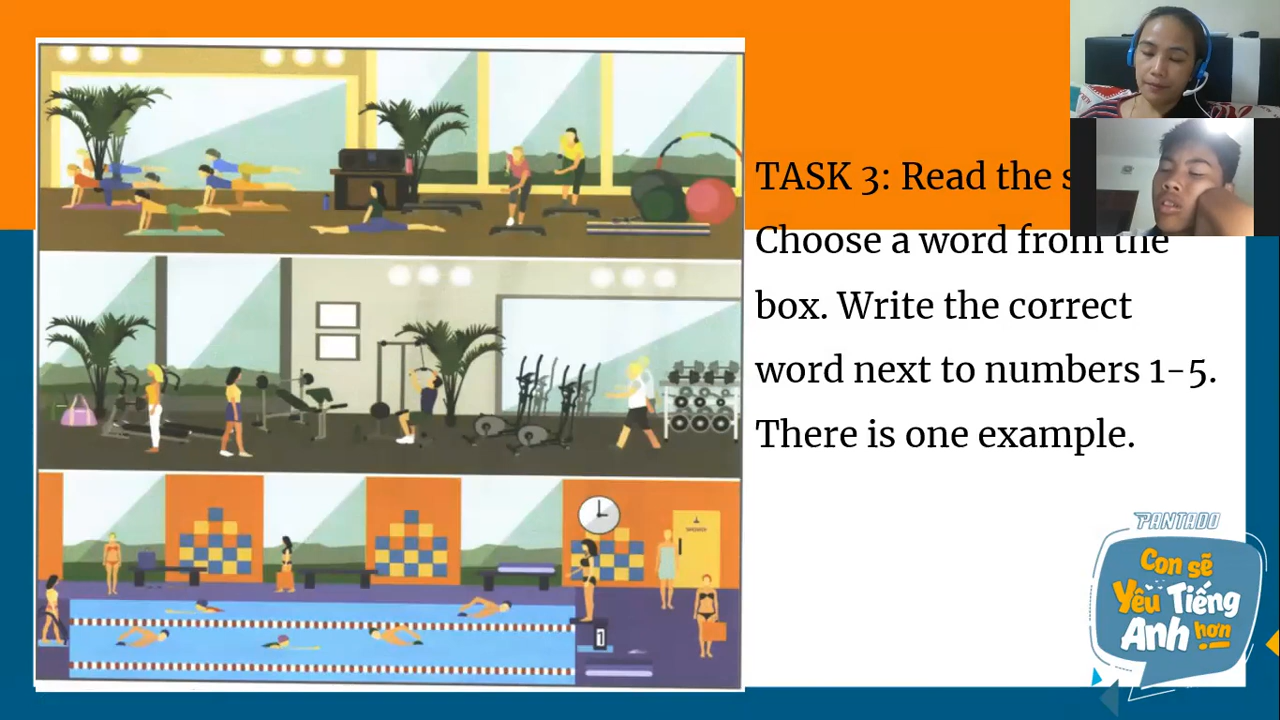 TASK 3: Read the s
Choose a word from the
box. Write the correct
word next to numbers 1-5.
There is one example.
1
PANTADO
Con sẽ
Yêu Tiếng
Anh hơn